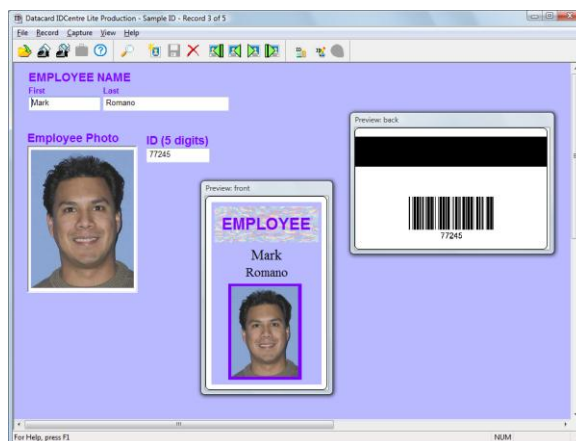 Datacard IDCentre Lite Production - Sample ID - Record 3 of 5
File Record Capture View Help
EMPLOYEE NAME
First Last
Mark Romano
Employee Photo ID (5 digits)
77245
Preview: front
EMPLOYEE
Mark
Romano
Preview: back
77245
For Help, press F1 NUM